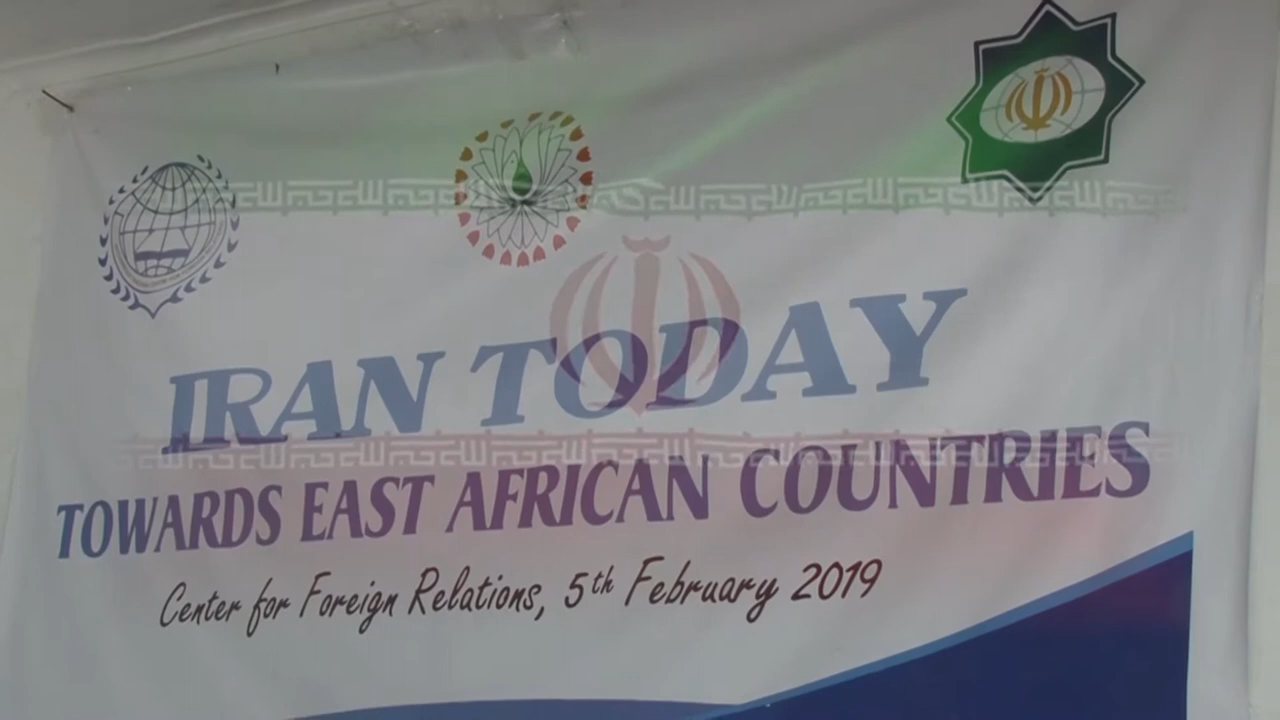 IRAN TODAY
TOWARDS EAST AFRICAN COUNTRIES
Center for Foreign Relations, 5th February 2019